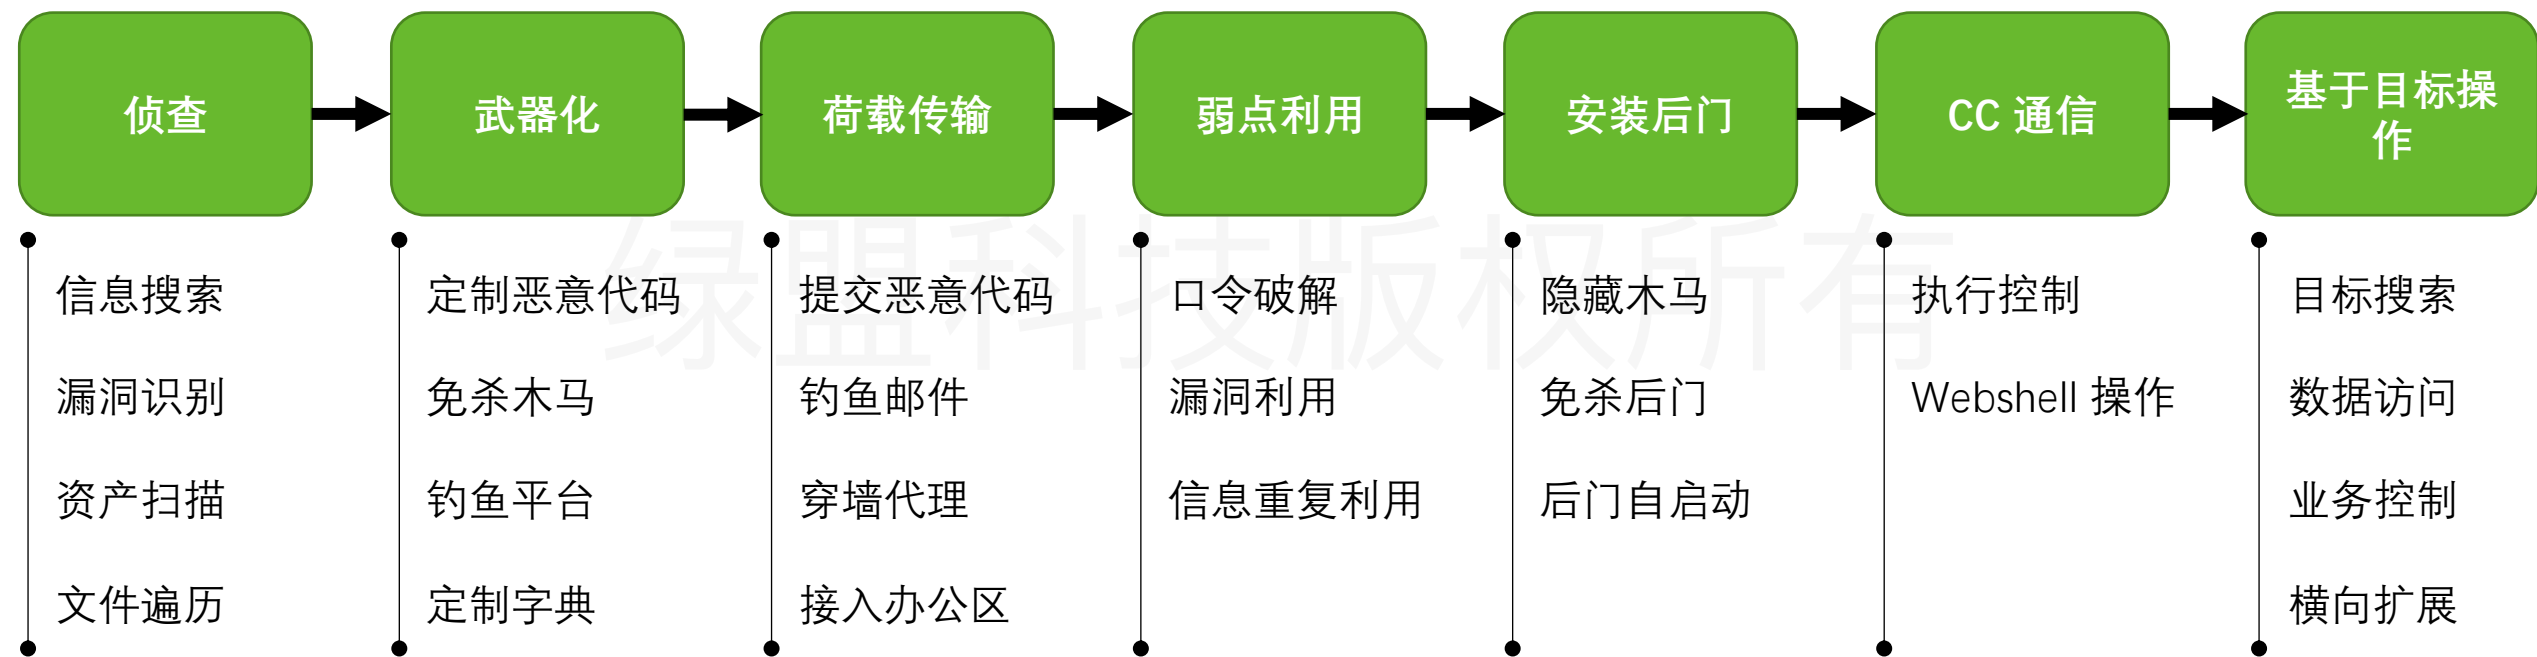 侦查
武器化
荷载传输
弱点利用
安装后门
CC 通信
基于目标操
作
信息搜索
漏洞识别
资产扫描
文件遍历
定制恶意代码
免杀木马
钓鱼平台
定制字典
提交恶意代码
钓鱼邮件
穿墙代理
接入办公区
口令破解
漏洞利用
信息重复利用
隐藏木马
免杀后门
后门自启动
执行控制
Webshell 操作
目标搜索
数据访问
业务控制
横向扩展
绿盟科技版权所有